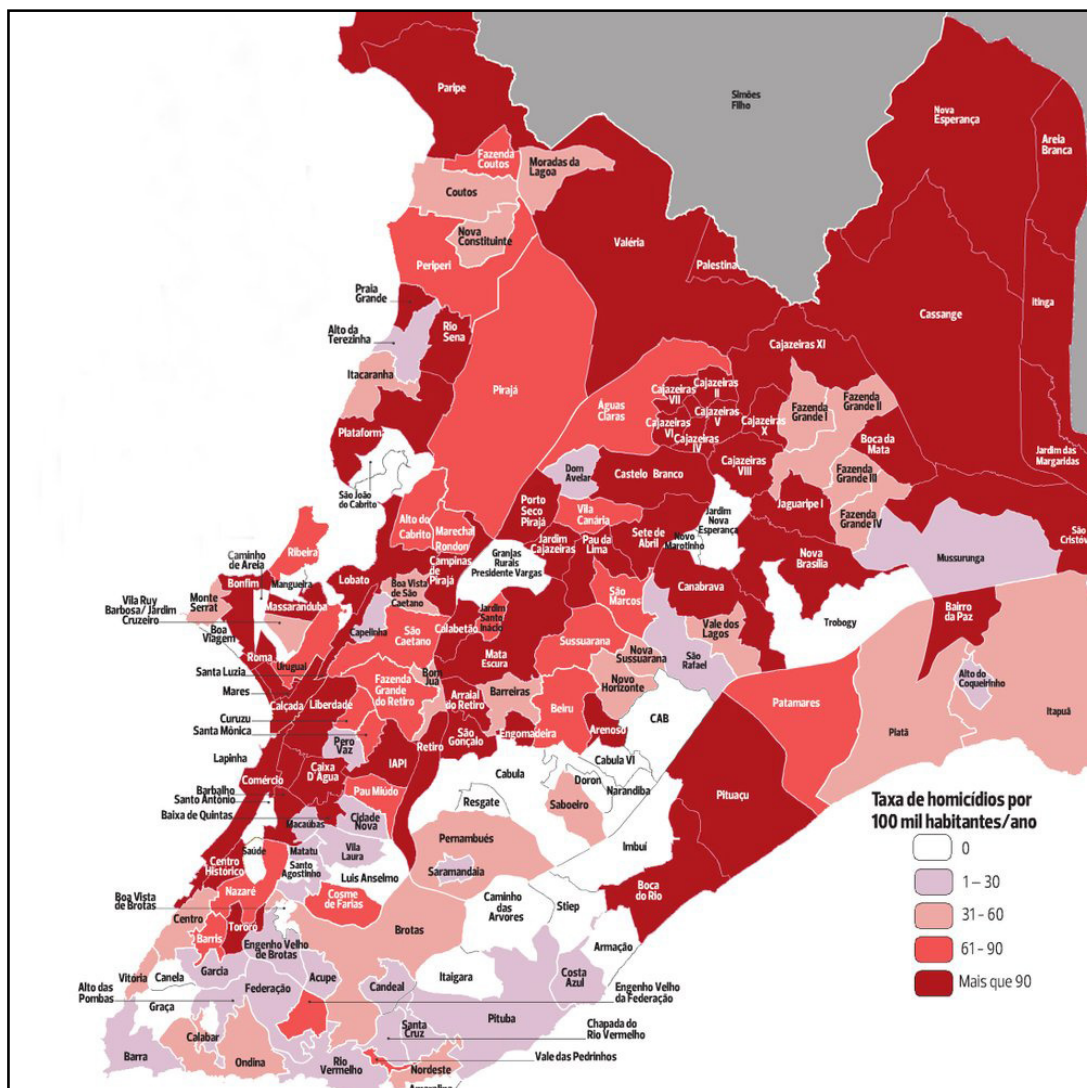 Paripe
Simões
Filho
Nova
Esperança
Areia
Branca
Fazenda
Coutos
Moradas da
Lagoa
Coutos
Nova
Constituinte
Valéria
Palestina
Periperi
Praia
Grande
Alto da
Terezinha
Rio
Sena
Itinga
Cassange
Itacaranha
Pirajá
Cajazeiras XI
Águas
Claras
Cajazeiras
VII
Cajazeiras
II
Cajazeiras
VI
Cajazeiras
V
Cajazeiras
IV
Cajazeiras
X
Fazenda
Grande I
Fazenda
Grande II
Plataforma
Boca da
Mata
Jardim das
Margaridas
São João
do Cabrito
Dom
Avelar
Castelo Branco
Cajazeiras
VIII
Fazenda
Grande III
Jaguaripe I
Fazenda
Grande IV
Porto
Seco
Pirajá
Vila
Canária
Jardim
Nova
Esperança
Alto do
Cabrito
Marechal
Rondon
Jardim
Cajazeiras
Pau da
Lima
Sete de
Abril
Novo
Marotinho
São
Cristóv
Ribeira
Caminho
de Areia
Mangueira
Lobato
Campinas
de
Pirajá
Granjas
Rurais
Presidente Vargas
Nova
Brasília
Mussurunga
Bonfim
Monte
Serrat
Massaranduba
Boa Vista
de São
Caetano
São
Marcos
Canabrava
Vila Ruy
Barbosa/Jardim
Cruzeiro
Boa
Viagem
Capelinha
São
Caetano
Calabetão
Jardim
Santo
Inácio
Vale dos
Lagos
Trobogy
Bairro
da Paz
Roma
Uruguai
Santa Luzia
Mata
Escura
Sussuarana
Nova
Sussuarana
São
Rafael
Mares
Calçada
Liberdade
Fazenda
Grande
do Retiro
Bom
Juá
Arraial
do Retiro
Barreiras
Novo
Horizonte
Alto do
Coqueirinho
Curuzu
Santa Mônica
Beiru
Patamares
Itapuã
Pero
Vaz
Retiro
São
Gonçalo
Engomadeira
Arenoso
CAB
Piatã
Lapinha
IAPI
Cabula VI
Comércio
Caixa
D'Água
Cabula
Doron
Narandiba
Barbalho
Santo Antônio
Baixa de Quintas
Pau Miúdo
Resgate
Saboeiro
Pituaçu
Macaúbas
Cidade
Nova
Pernambués
Imbuí
Saúde
Matatu
Vila
Laura
Saramandaia
Centro
Histórico
Santo
Agostinho
Luis Anselmo
Boca
do Rio
Boa Vista
de Brotas
Nazaré
Cosme
de Farias
Caminho
das
Arvores
Stiep
Centro
Barris
Tororó
Engenho Velho
de Brotas
Brotas
Armação
Vitória
Canela
Garcia
Acupe
Candeal
Itaigara
Costa
Azul
Engenho Velho
da Federação
Alto das
Pombas
Graça
Federação
Pituba
Santa
Cruz
Chapada do
Rio Vermelho
Calabar
Barra
Ondina
Rio
Vermelho
Nordeste
Vale das Pedrinhos
Amaralina
Taxa de homicídios por
100 mil habitantes/ano
0
1 – 30
31 – 60
61 – 90
Mais que 90